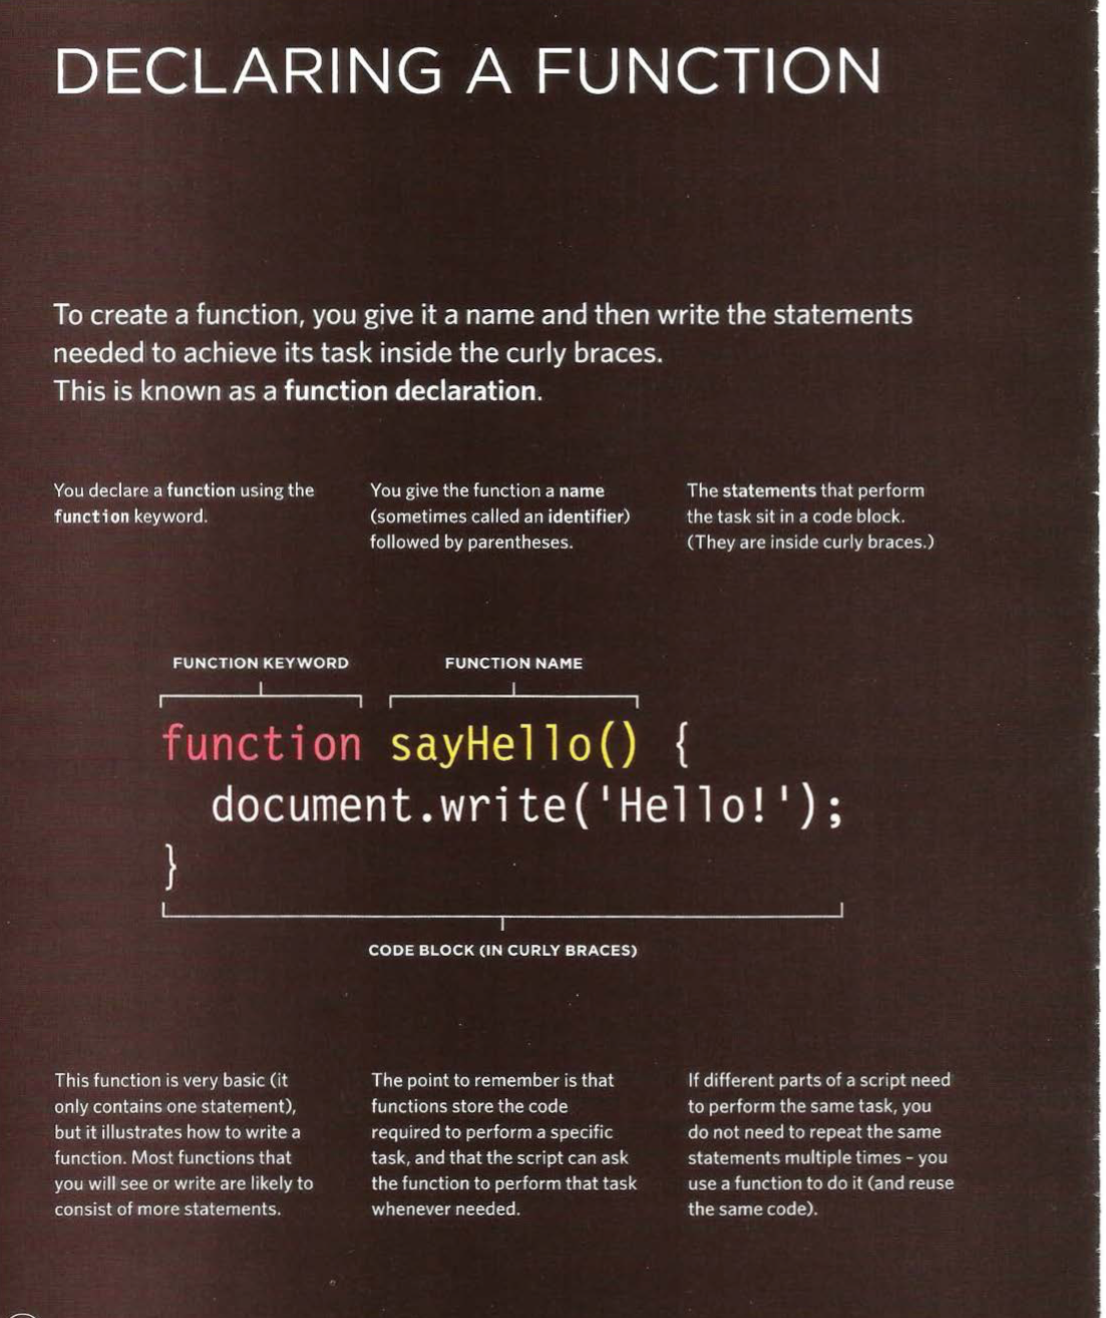 DECLARING A FUNCTION
To create a function, you give it a name and then write the statements
needed to achieve its task inside the curly braces.
This is known as a function declaration.
You declare a function using the
function keyword.
You give the function a name
(sometimes called an identifier)
followed by parentheses.
The statements that perform
the task sit in a code block.
(They are inside curly braces.)
FUNCTION KEYWORD
FUNCTION NAME
function sayHello() {
document.write('Hello!');
}
CODE BLOCK (IN CURLY BRACES)
This function is very basic (it
only contains one statement),
but it illustrates how to write a
function. Most functions that
you will see or write are likely to
consist of more statements.
The point to remember is that
functions store the code
required to perform a specific
task, and that the script can ask
the function to perform that task
whenever needed.
If different parts of a script need
to perform the same task, you
do not need to repeat the same
statements multiple times - you
use a function to do it (and reuse
the same code).